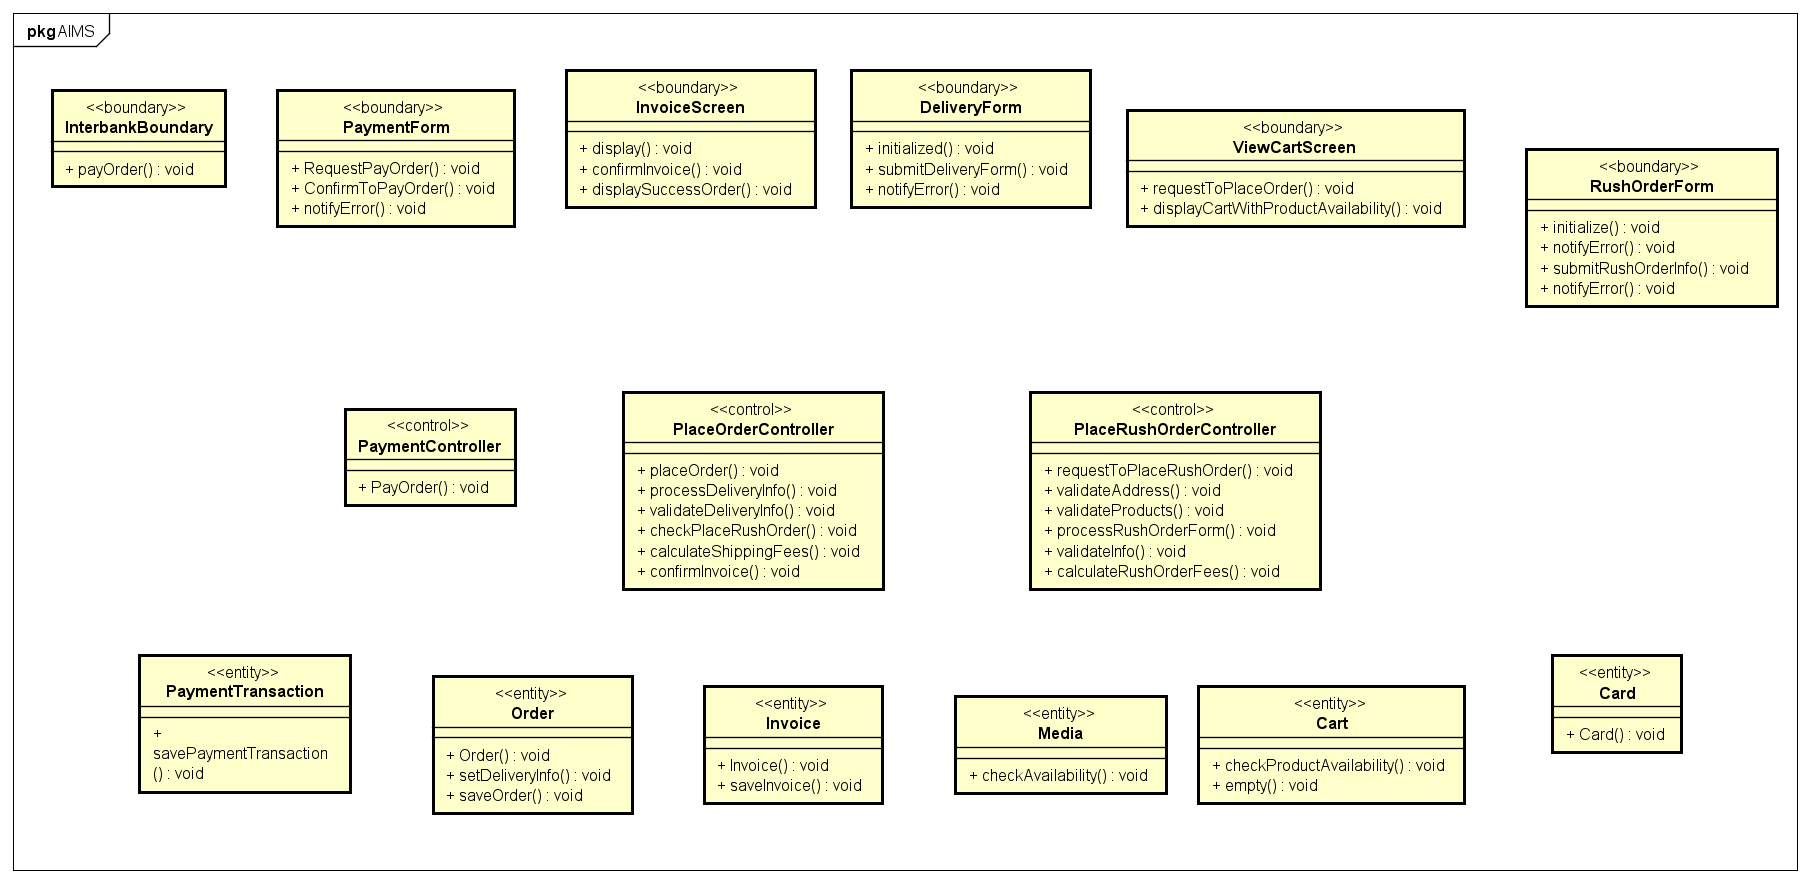 pkg AIMS
<<boundary>>
InterbankBoundary
+ payOrder() : void
<<boundary>>
PaymentForm
+ RequestPayOrder() : void
+ ConfirmToPayOrder() : void
+ notifyError() : void
<<boundary>>
InvoiceScreen
+ display() : void
+ confirmInvoice() : void
+ displaySuccessOrder() : void
<<boundary>>
DeliveryForm
+ initialized() : void
+ submitDeliveryForm() : void
+ notifyError() : void
<<boundary>>
ViewCartScreen
+ requestToPlaceOrder() : void
+ displayCartWithProductAvailability() : void
<<boundary>>
RushOrderForm
+ initialize() : void
+ notifyError() : void
+ submitRushOrderInfo() : void
+ notifyError() : void
<<control>>
PaymentController
+ PayOrder() : void
<<control>>
PlaceOrderController
+ placeOrder() : void
+ processDeliveryInfo() : void
+ validateDeliveryInfo() : void
+ checkPlaceRushOrder() : void
+ calculateShippingFees() : void
+ confirmInvoice() : void
<<control>>
PlaceRushOrderController
+ requestToPlaceRushOrder() : void
+ validateAddress() : void
+ validateProducts() : void
+ processRushOrderForm() : void
+ validateInfo() : void
+ calculateRushOrderFees() : void
<<entity>>
PaymentTransaction
+
savePaymentTransaction
() : void
<<entity>>
Order
+ Order() : void
+ setDeliveryInfo() : void
+ saveOrder() : void
<<entity>>
Invoice
+ Invoice() : void
+ saveInvoice() : void
<<entity>>
Media
+ checkAvailability() : void
<<entity>>
Cart
+ checkProductAvailability() : void
+ empty() : void
<<entity>>
Card
+ Card() : void